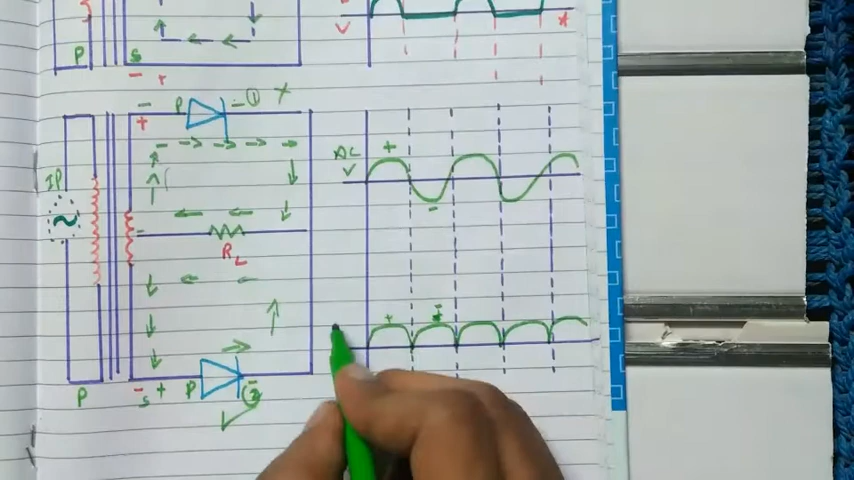 P S V
- +
- P - ① ×
+
AC +
V
IP
-
R L
+ +
- S + P - ②
P